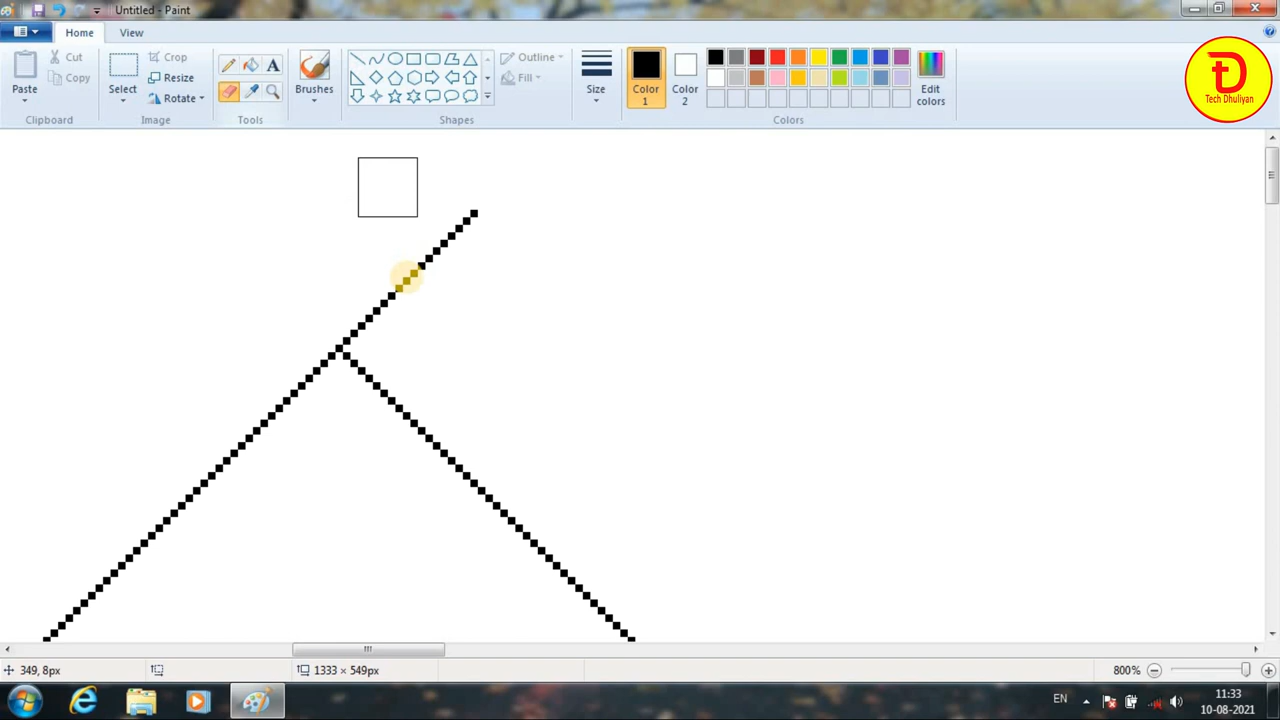 Untitled - Paint
Home
View
Paste
Cut
Copy
Clipboard
Select
Crop
Resize
Rotate
Image
Tools
Brushes
Shapes
Outline
Fill
Size
Color
1
Color
2
Edit
colors
Colors
Tech Dhuliyan
349, 8px
1333 × 549px
800%
EN
11:33
10-08-2021